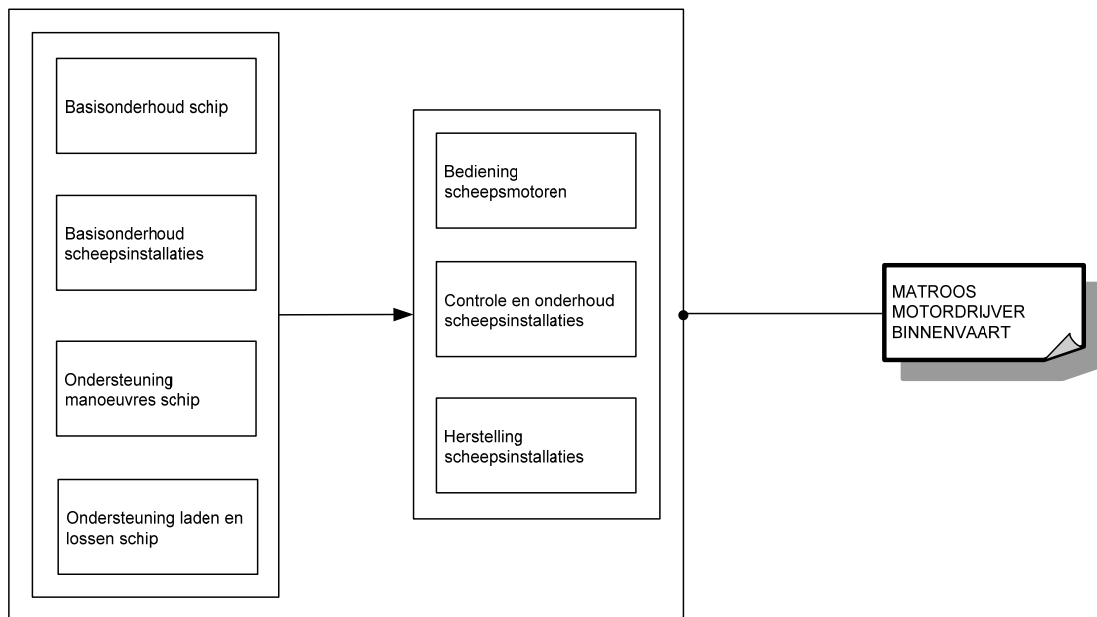 Basisonderhoud schip
Basisonderhoud
scheepsinstallaties
Ondersteuning
manoeuvres schip
Ondersteuning laden en
lossen schip
Bediening
scheepsmotoren
Controle en onderhoud
scheepsinstallaties
Herstelling
scheepsinstallaties
MATROOS
MOTORDRIJVER
BINNENVAART